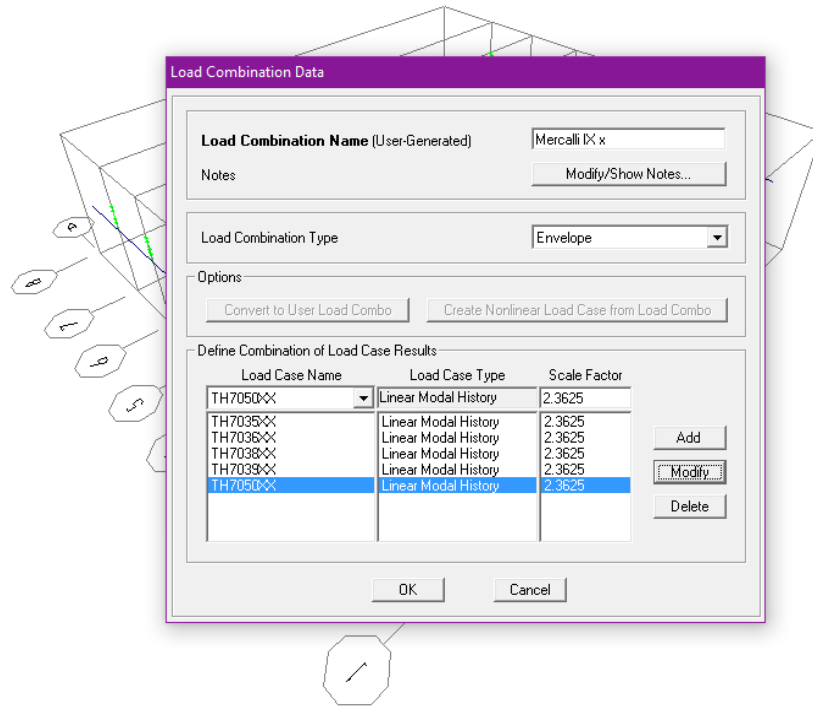 Load Combination Data
Load Combination Name (User-Generated) Mercalli IX x
Notes Modify/Show Notes...
Load Combination Type Envelope
Options
Convert to User Load Combo Create Nonlinear Load Case from Load Combo
Define Combination of Load Case Results
Load Case Name Load Case Type Scale Factor
TH7050XX Linear Modal History 2.3625
TH7035XX Linear Modal History 2.3625
TH7036XX Linear Modal History 2.3625
TH7038XX Linear Modal History 2.3625
TH7039XX Linear Modal History 2.3625
TH7050XX Linear Modal History 2.3625
Add
Modify
Delete
OK Cancel